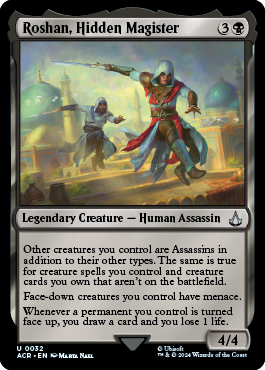 Roshan, Hidden Magister 3
Legendary Creature — Human Assassin
Other creatures you control are Assassins in
addition to their other types. The same is true
for creature spells you control and creature
cards you own that aren't on the battlefield.
Face-down creatures you control have menace.
Whenever a permanent you control is turned
face up, you draw a card and you lose 1 life.
4/4
U 0032
ACR • EN MARTA NAEL
© Ubisoft
™ & © 2024 Wizards of the Coast